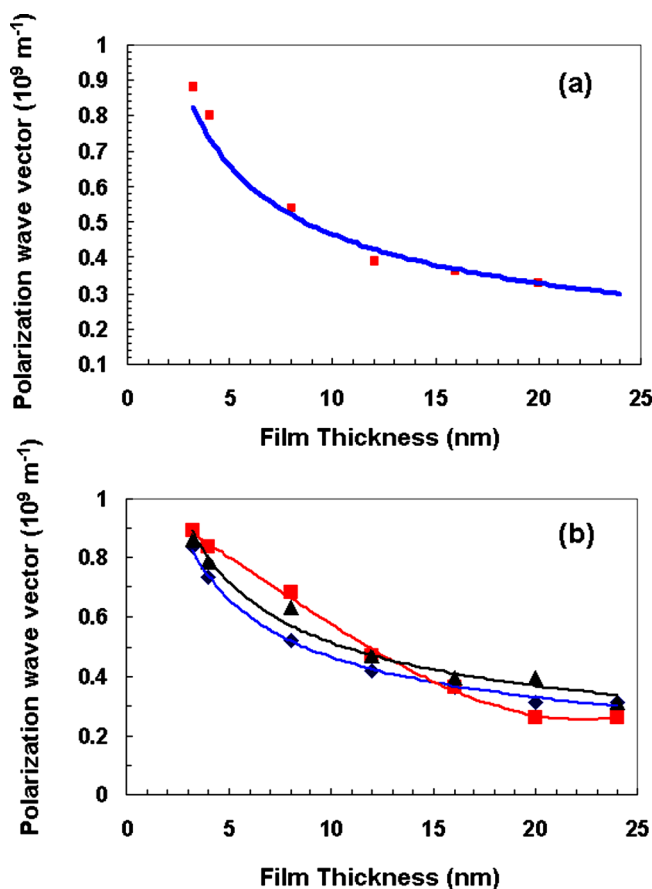 Polarization wave vector (10⁹ m⁻¹)
1
0.9
0.8
0.7
0.6
0.5
0.4
0.3
0.2
0.1
(a)
0 5 10 15 20 25
Film Thickness (nm)
Polarization wave vector (10⁹ m⁻¹)
1
0.8
0.6
0.4
0.2
0
(b)
0 5 10 15 20 25
Film Thickness (nm)